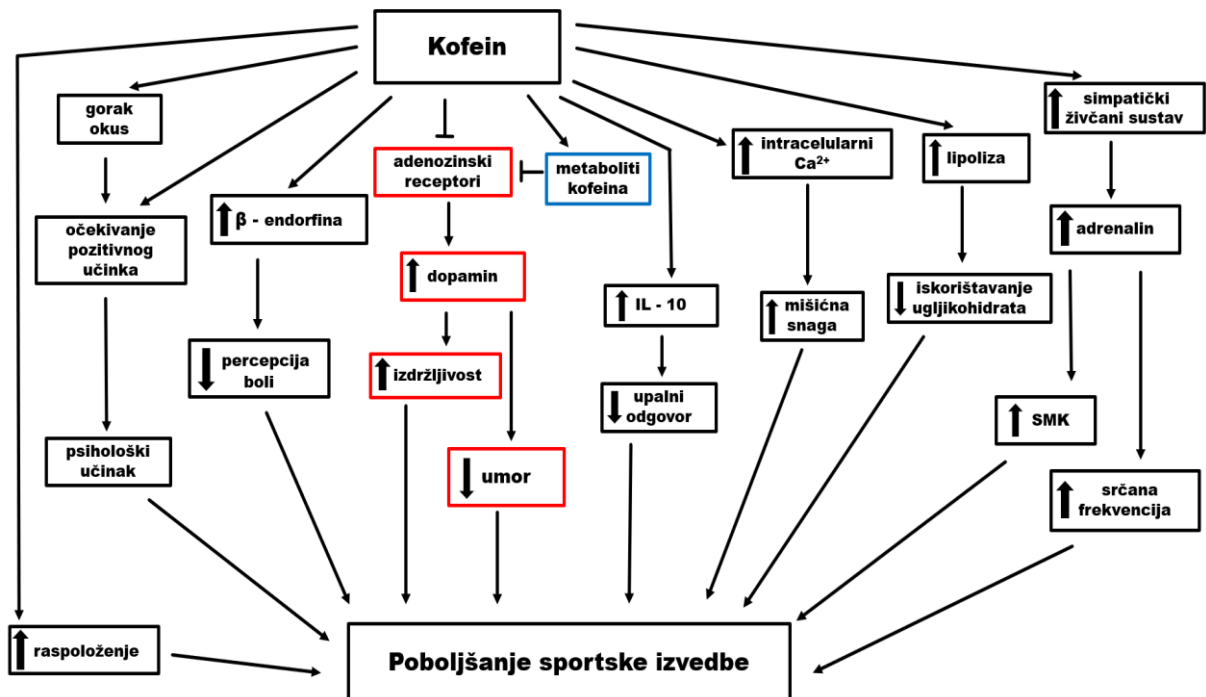 Kofein
gorak
okus
simpatički
živčani sustav
adenozinski
receptori
metaboliti
kofeina
intracelularni
Ca²⁺
lipoliza
očekivanje
pozitivnog
učinka
β - endorfina
adrenalin
dopamin
IL - 10
mišićna
snaga
iskorištavanje
ugljikohidrata
percepcija
boli
izdržljivost
upalni
odgovor
SMK
psihološki
učinak
umor
srčana
frekvencija
raspoloženje
Poboljšanje sportske izvedbe